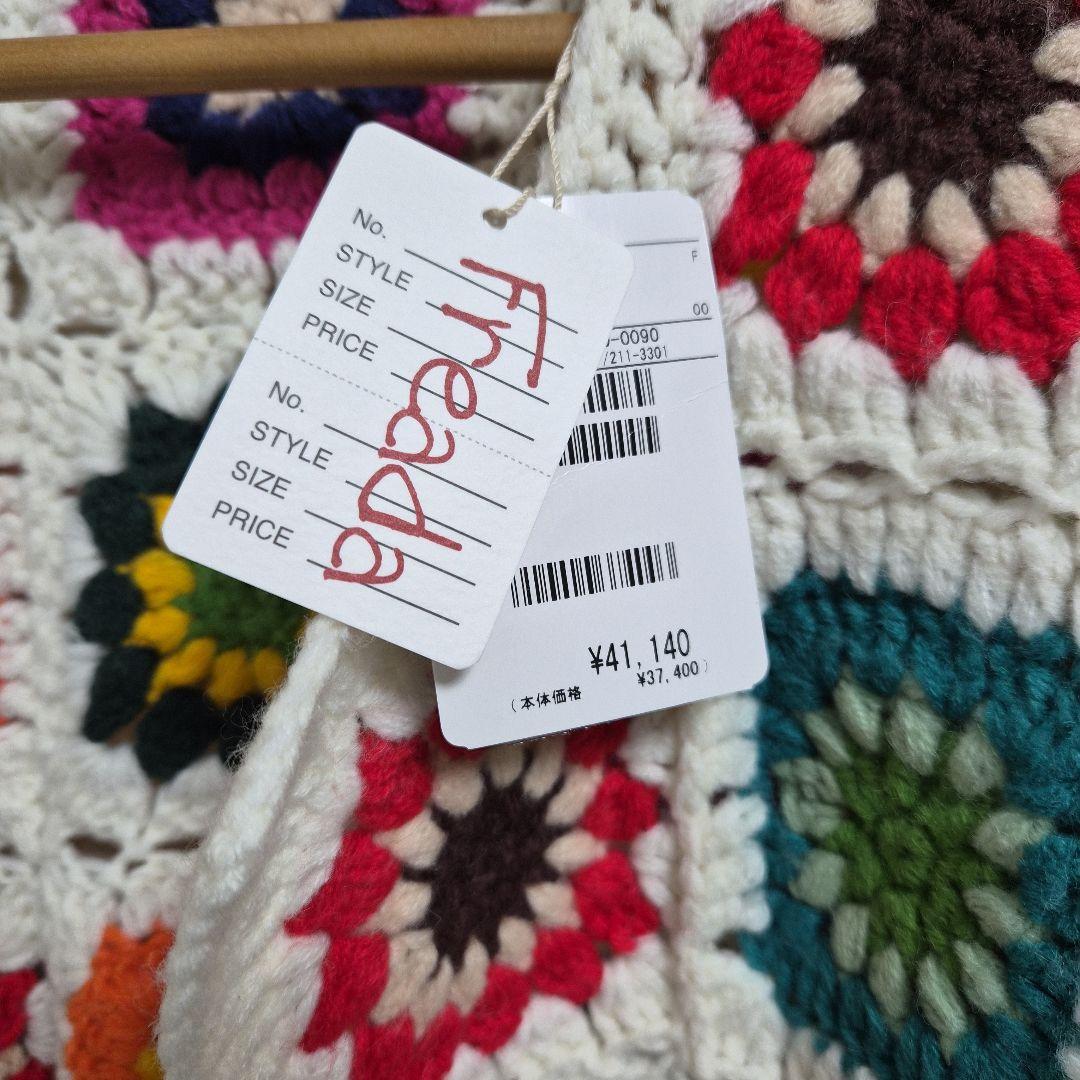 No.
STYLE
SIZE
PRICE
No.
STYLE
SIZE
PRICE
Freada
F
00
-0090
/211-3301
¥41,140
(本体価格 ¥37,400)